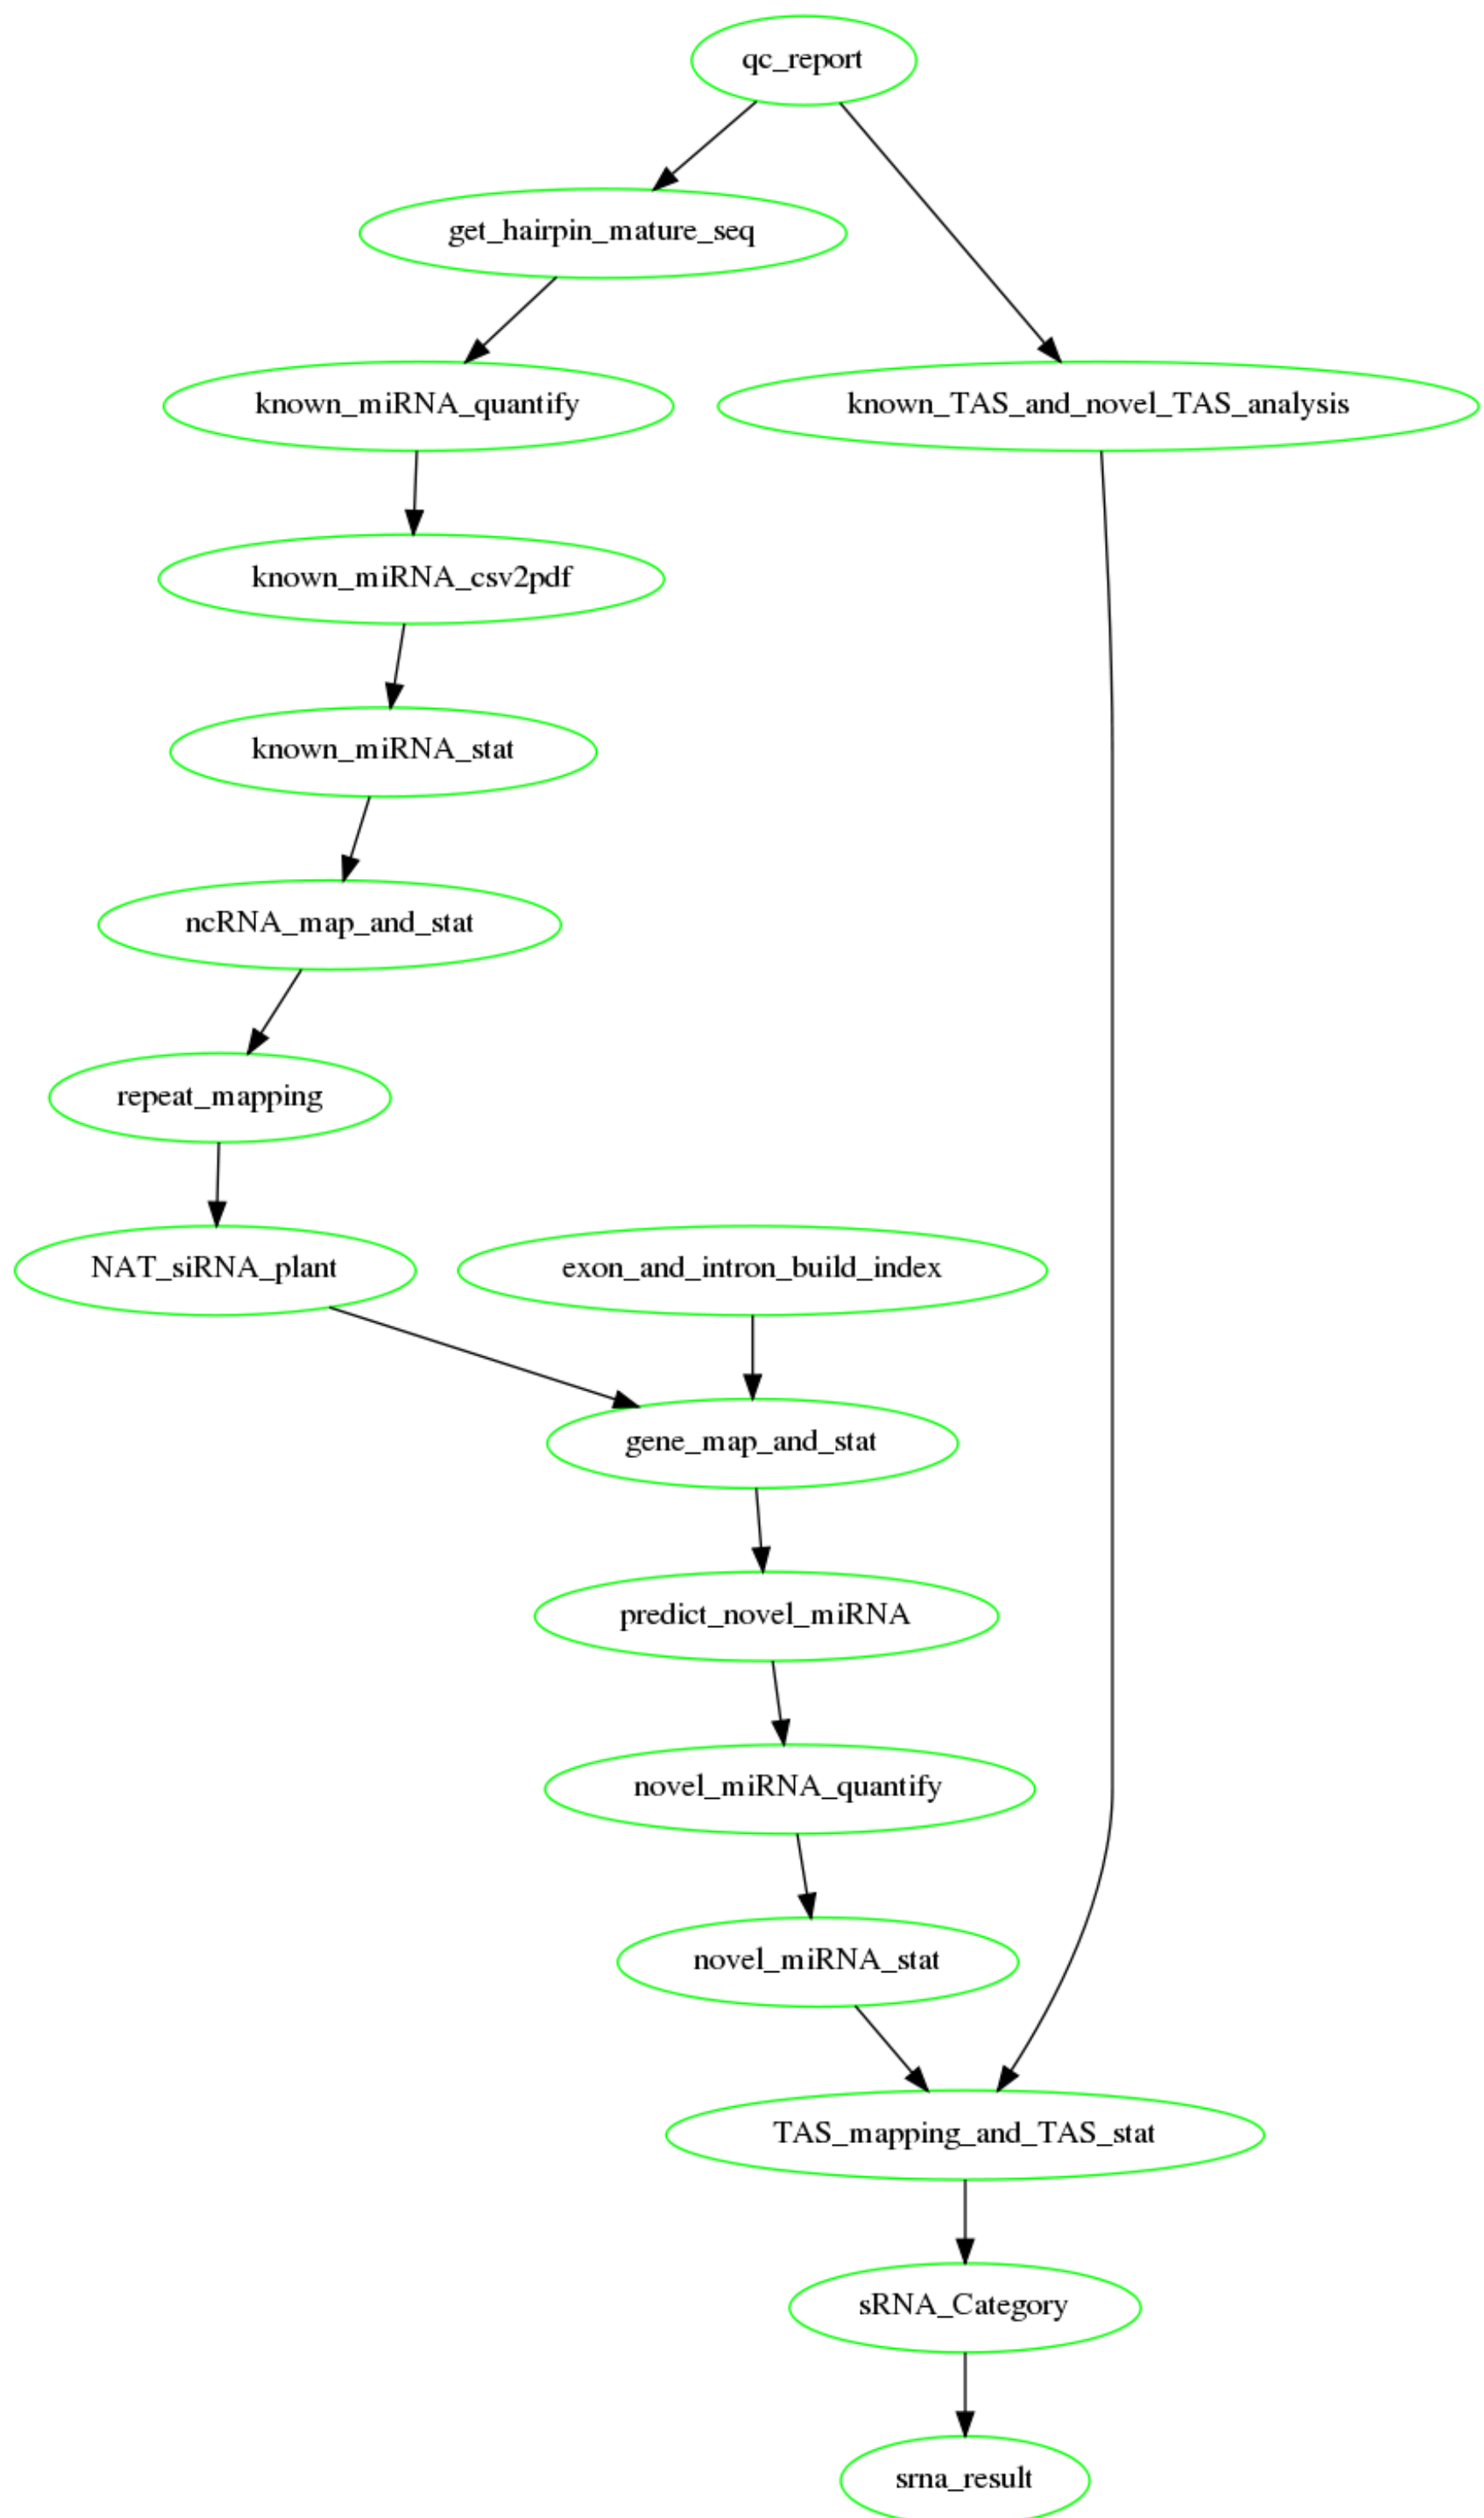 qc_report
get_hairpin_mature_seq
known_miRNA_quantify
known_TAS_and_novel_TAS_analysis
known_miRNA_csv2pdf
known_miRNA_stat
ncRNA_map_and_stat
repeat_mapping
NAT_siRNA_plant
exon_and_intron_build_index
gene_map_and_stat
predict_novel_miRNA
novel_miRNA_quantify
novel_miRNA_stat
TAS_mapping_and_TAS_stat
sRNA_Category
srna_result